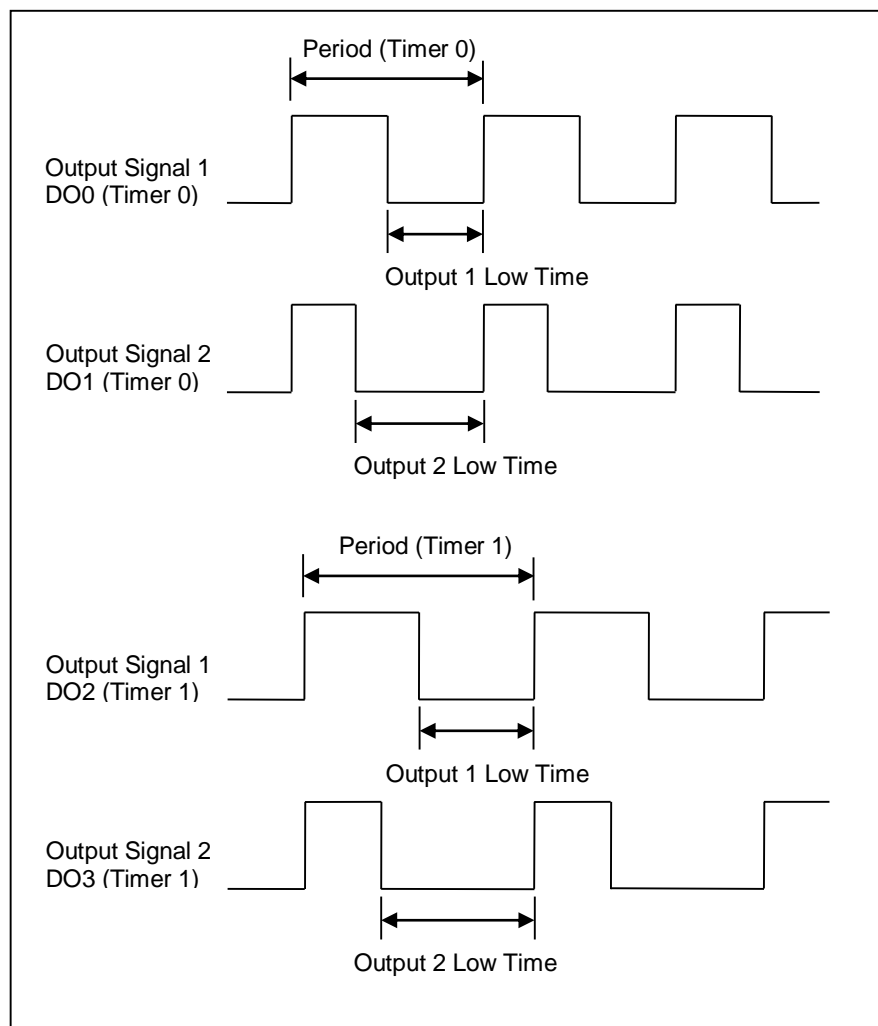 Period (Timer 0)
Output Signal 1
DO0 (Timer 0)
Output 1 Low Time
Output Signal 2
DO1 (Timer 0)
Output 2 Low Time
Period (Timer 1)
Output Signal 1
DO2 (Timer 1)
Output 1 Low Time
Output Signal 2
DO3 (Timer 1)
Output 2 Low Time